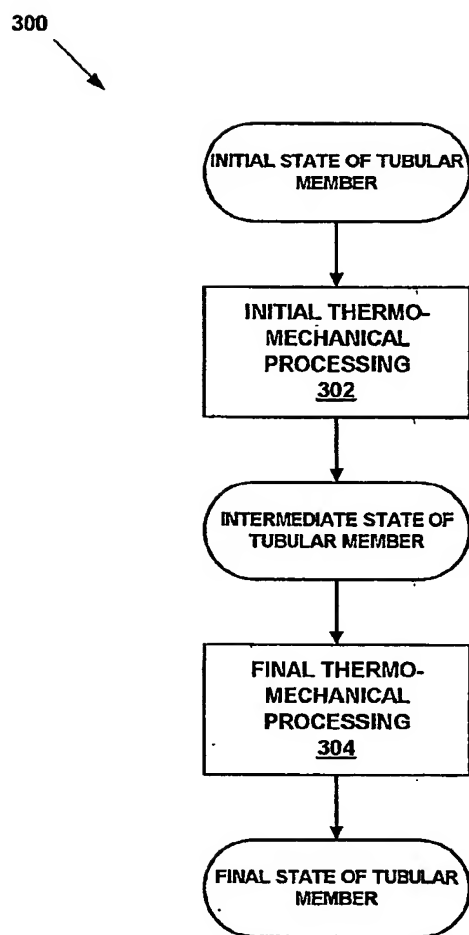 300
INITIAL STATE OF TUBULAR
MEMBER
INITIAL THERMO-
MECHANICAL
PROCESSING
302
INTERMEDIATE STATE OF
TUBULAR MEMBER
FINAL THERMO-
MECHANICAL
PROCESSING
304
FINAL STATE OF TUBULAR
MEMBER